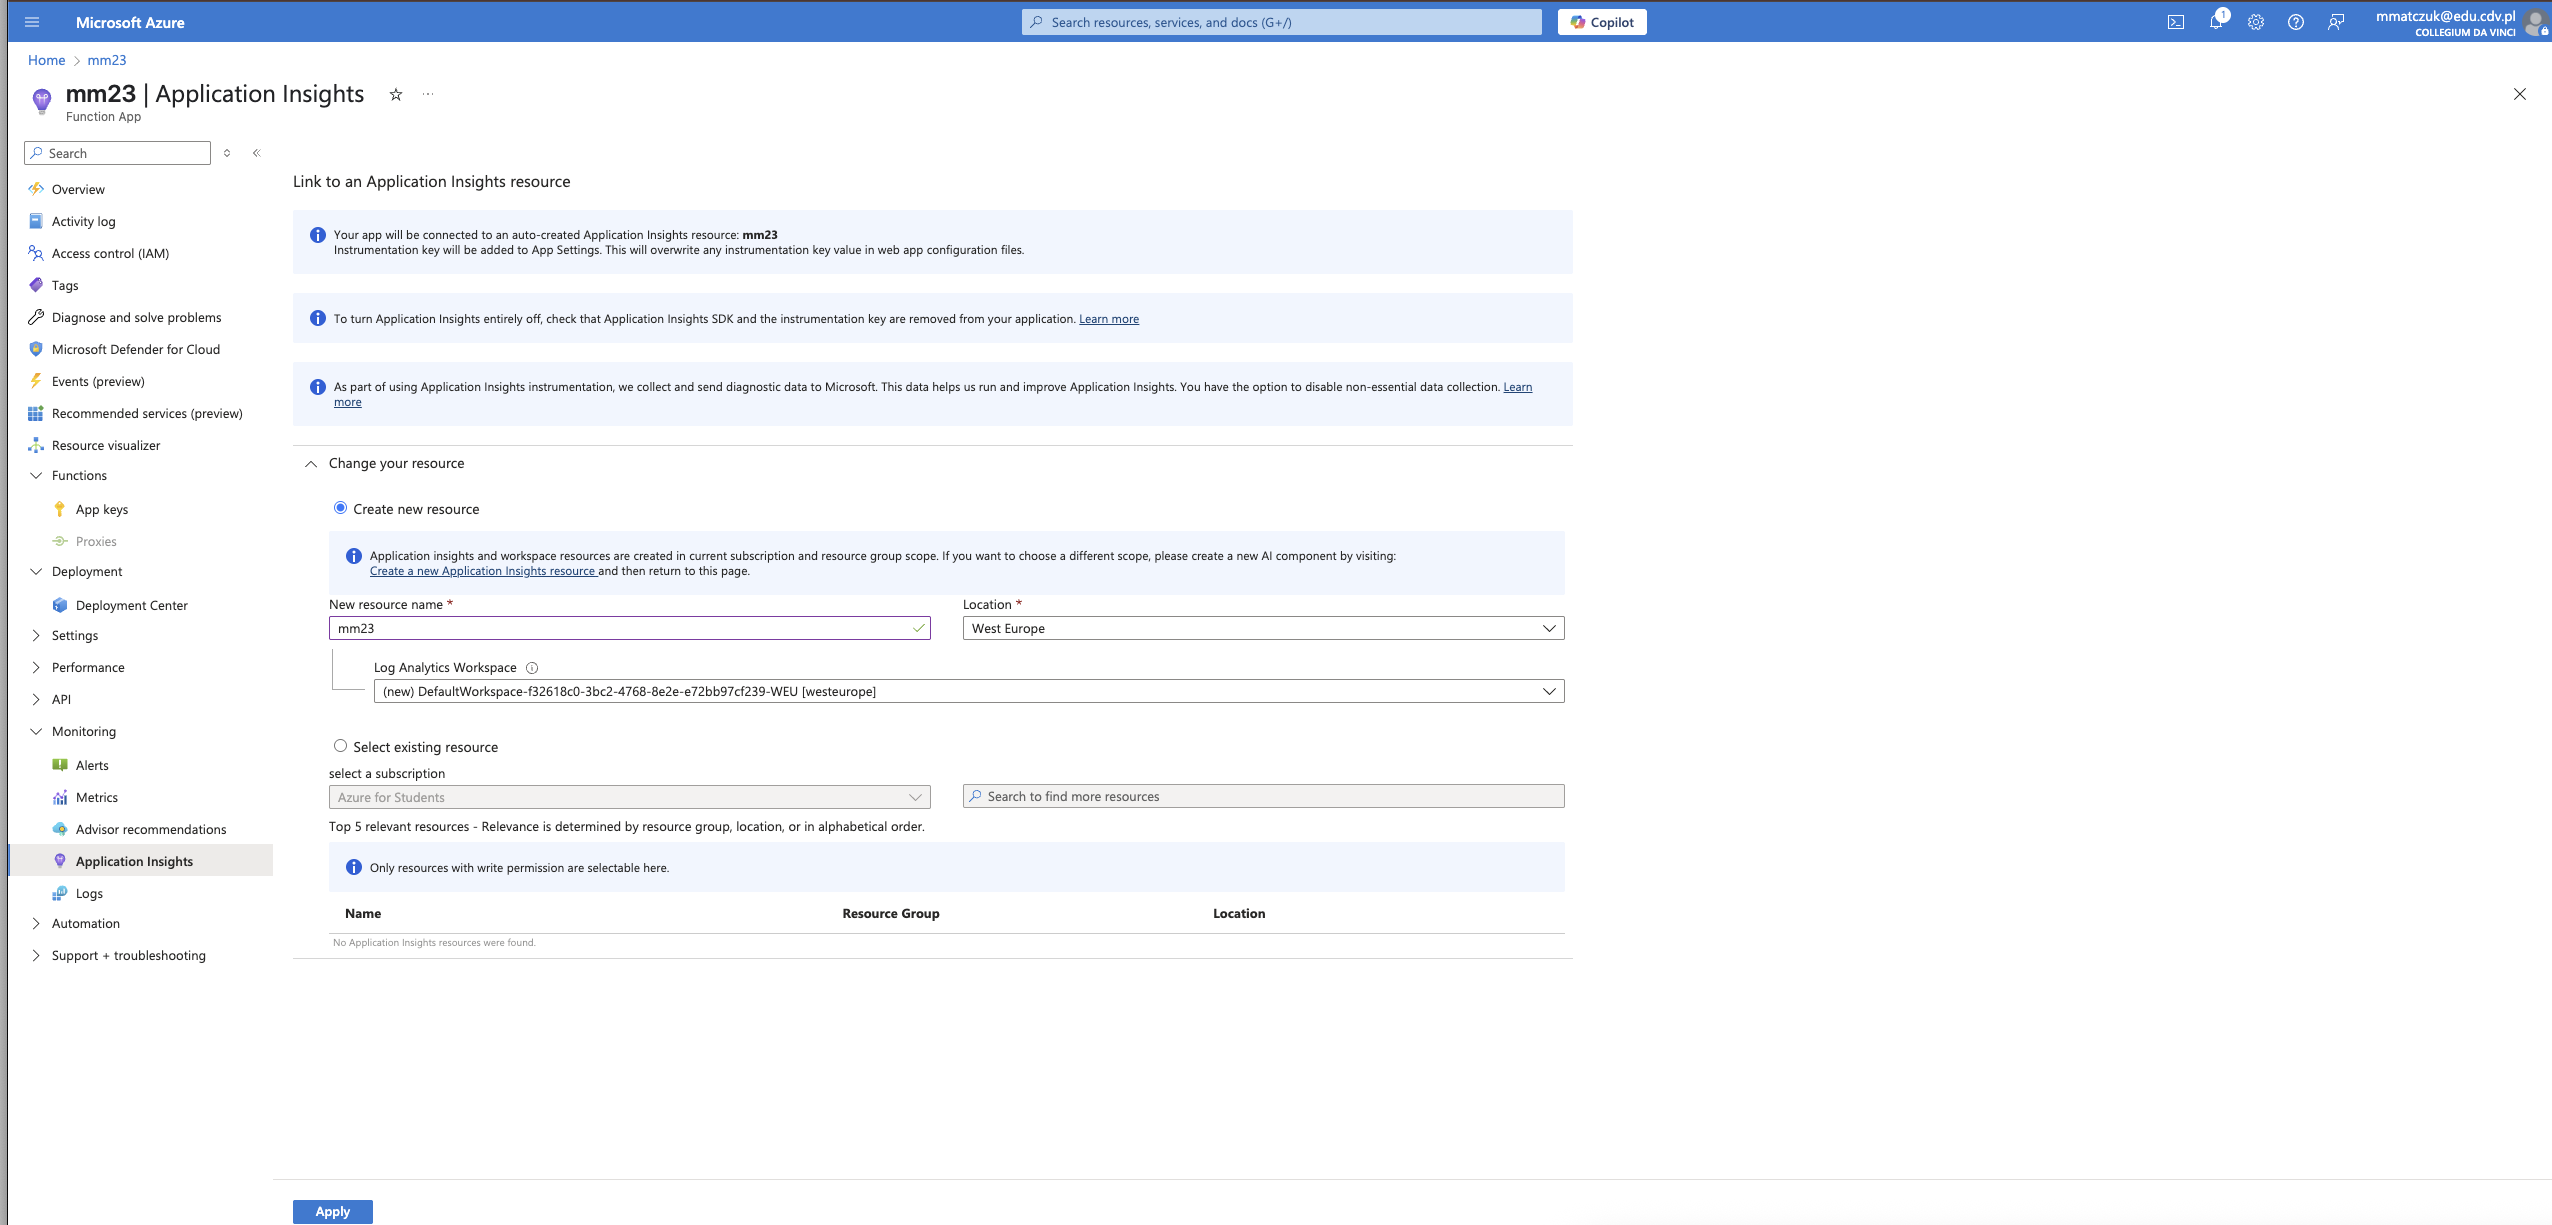 Microsoft Azure
Search resources, services, and docs (G+/)
Copilot
1
mmatczuk@edu.cdv.pl
COLLEGIUM DA VINCI
Home > mm23
mm23 | Application Insights
Function App
Search
Overview
Activity log
Access control (IAM)
Tags
Diagnose and solve problems
Microsoft Defender for Cloud
Events (preview)
Recommended services (preview)
Resource visualizer
Functions
App keys
Proxies
Deployment
Deployment Center
Settings
Performance
API
Monitoring
Alerts
Metrics
Advisor recommendations
Application Insights
Logs
Automation
Support + troubleshooting
Link to an Application Insights resource
Your app will be connected to an auto-created Application Insights resource: mm23
Instrumentation key will be added to App Settings. This will overwrite any instrumentation key value in web app configuration files.
To turn Application Insights entirely off, check that Application Insights SDK and the instrumentation key are removed from your application. Learn more
As part of using Application Insights instrumentation, we collect and send diagnostic data to Microsoft. This data helps us run and improve Application Insights. You have the option to disable non-essential data collection. Learn
more
Change your resource
Create new resource
Application insights and workspace resources are created in current subscription and resource group scope. If you want to choose a different scope, please create a new AI component by visiting:
Create a new Application Insights resource and then return to this page.
New resource name *
mm23
Location *
West Europe
Log Analytics Workspace
(new) DefaultWorkspace-f32618c0-3bc2-4768-8e2e-e72bb97cf239-WEU [westeurope]
Select existing resource
select a subscription
Azure for Students
Search to find more resources
Top 5 relevant resources - Relevance is determined by resource group, location, or in alphabetical order.
Only resources with write permission are selectable here.
Name Resource Group Location
No Application Insights resources were found.
Apply